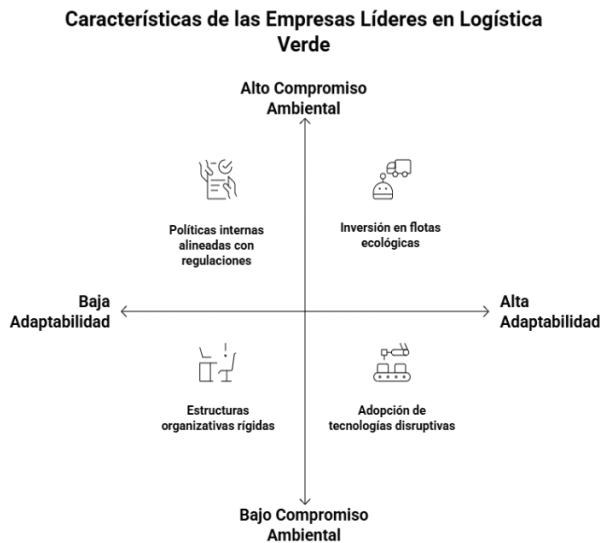 Características de las Empresas Líderes en Logística
Verde
Alto Compromiso
Ambiental
Políticas internas
alineadas con
regulaciones
Inversión en flotas
ecológicas
Baja
Adaptabilidad
Alta
Adaptabilidad
Estructuras
organizativas rígidas
Adopción de
tecnologías disruptivas
Bajo Compromiso
Ambiental